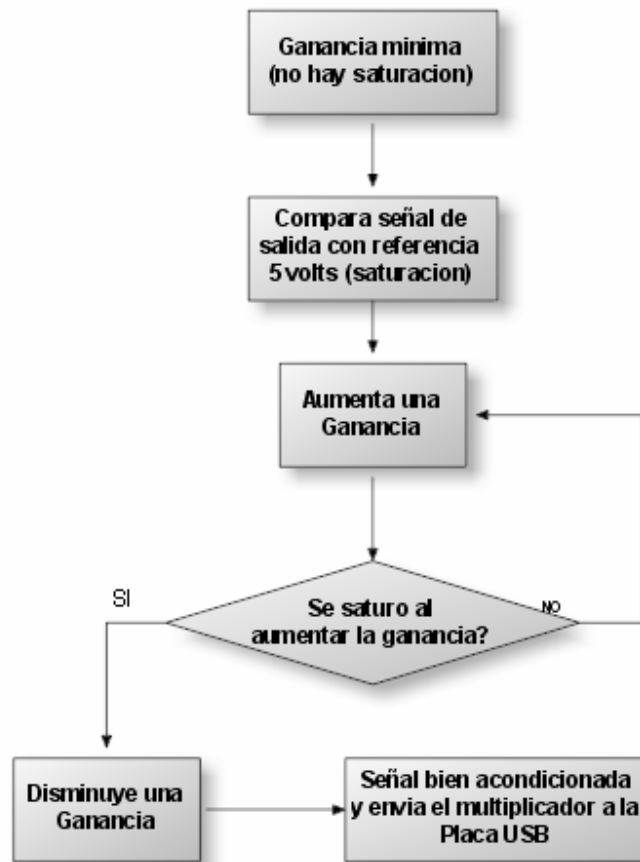 Ganancia minima
(no hay saturacion)
Compara señal de
salida con referencia
5 volts (saturacion)
Aumenta una
Ganancia
Se saturo al
aumentar la ganancia?
SI
NO
Disminuye una
Ganancia
Señal bien acondicionada
y envia el multiplicador a la
Placa USB